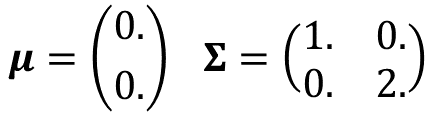 𝝁 = (0. 0.) 𝚺 = (1. 0. 0. 2.)